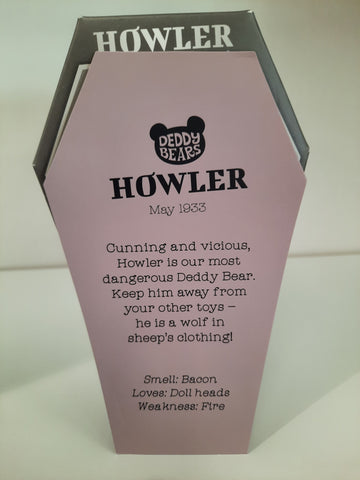 HOWLER
DEDDY
BEARS
HOWLER
May 1933
Cunning and vicious,
Howler is our most
dangerous Deddy Bear.
Keep him away from
your other toys –
he is a wolf in
sheep's clothing!
Smell: Bacon
Loves: Doll heads
Weakness: Fire